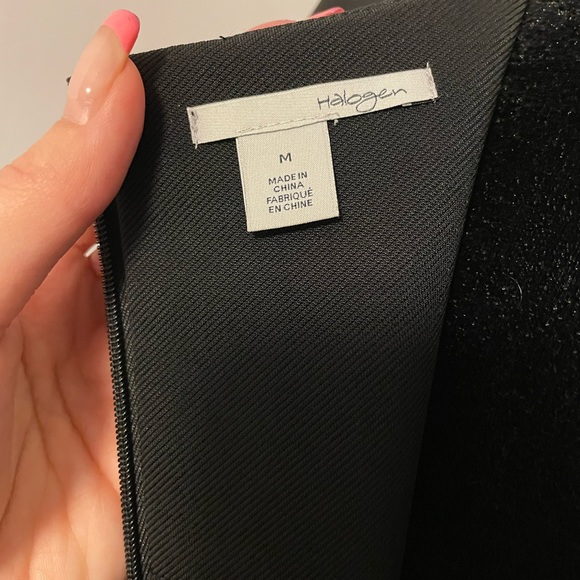 Halogen
M
MADE IN
CHINA
FABRIQUÉ
EN CHINE